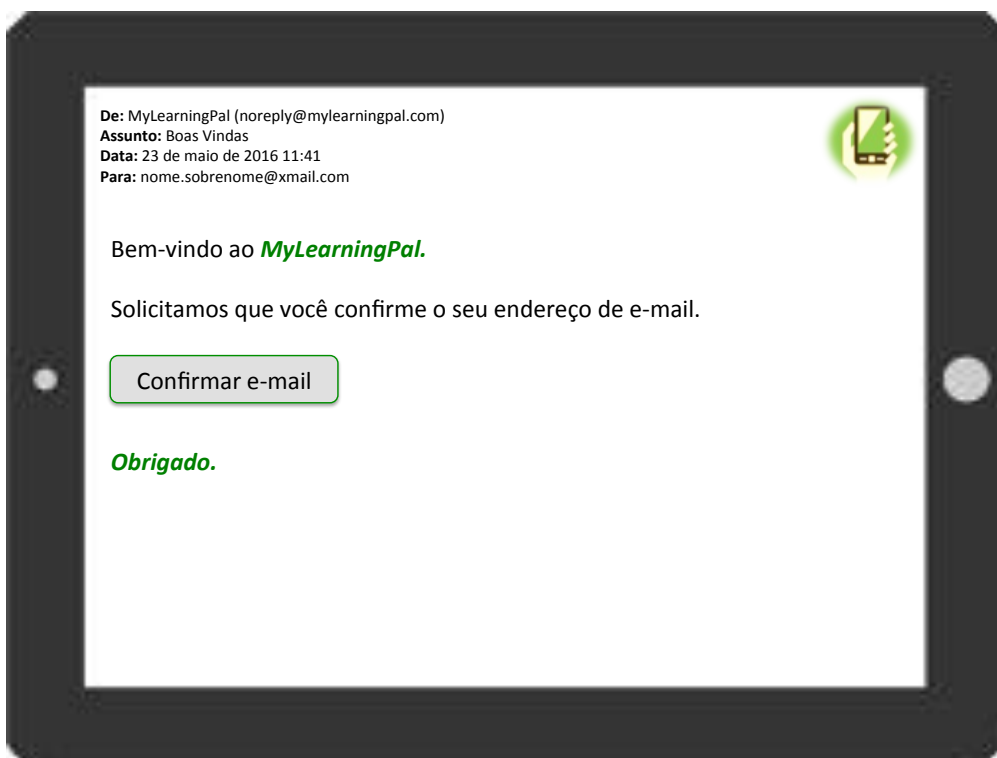 De: MyLearningPal (noreply@mylearningpal.com)
Assunto: Boas Vindas
Data: 23 de maio de 2016 11:41
Para: nome.sobrenome@xmail.com
Bem-vindo ao MyLearningPal.
Solicitamos que você confirme o seu endereço de e-mail.
Confirmar e-mail
Obrigado.